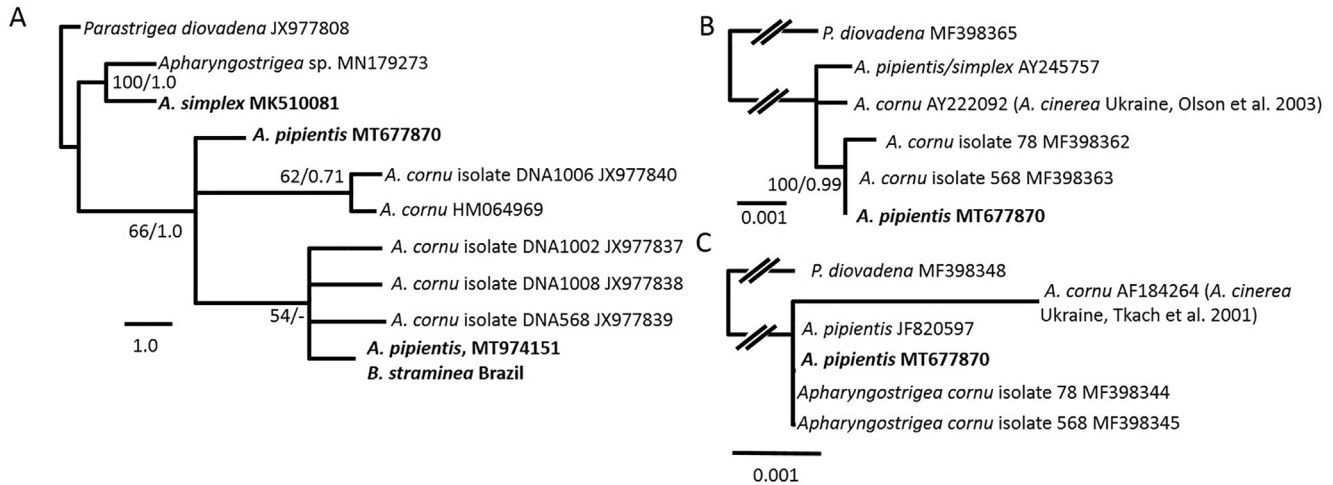 A
Parastrigea diovadena JX977808
Apharyngostrigea sp. MN179273
100/1.0
A. simplex MK510081
A. pipientis MT677870
62/0.71
A. cornu isolate DNA1006 JX977840
A. cornu HM064969
66/1.0
A. cornu isolate DNA1002 JX977837
A. cornu isolate DNA1008 JX977838
54/-
A. cornu isolate DNA568 JX977839
A. pipientis, MT974151
B. straminea Brazil
1.0
B
P. diovadena MF398365
A. pipientis/simplex AY245757
A. cornu AY222092 (A. cinerea Ukraine, Olson et al. 2003)
A. cornu isolate 78 MF398362
A. cornu isolate 568 MF398363
100/0.99
A. pipientis MT677870
0.001
C
P. diovadena MF398348
A. cornu AF184264 (A. cinerea
Ukraine, Tkach et al. 2001)
A. pipientis JF820597
A. pipientis MT677870
Apharyngostrigea cornu isolate 78 MF398344
Apharyngostrigea cornu isolate 568 MF398345
0.001